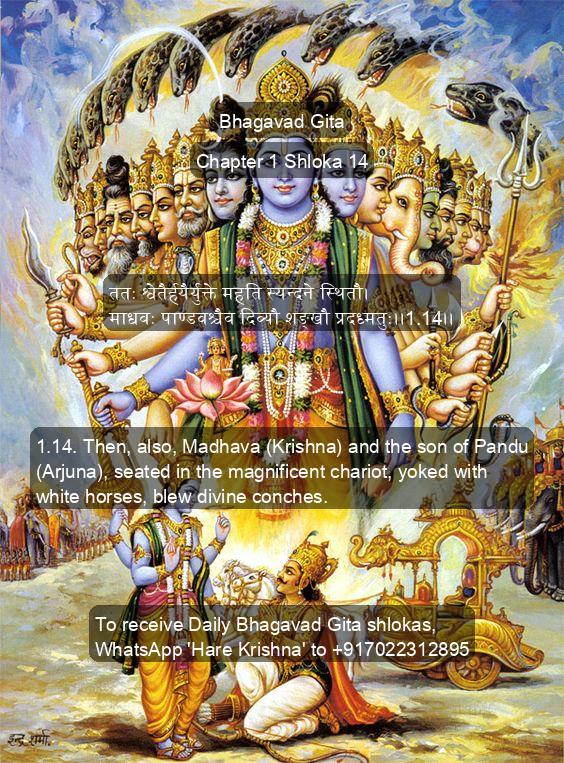 Bhagavad Gita
Chapter 1 Shloka 14
ततः श्वेतैर्हयैर्युक्ते महति स्यन्दने स्थितौ।
माधवः पाण्डवश्चैव दिव्यौ शङ्खौ प्रदध्मतुः।।1.14।।
1.14. Then, also, Madhava (Krishna) and the son of Pandu
(Arjuna), seated in the magnificent chariot, yoked with
white horses, blew divine conches.
To receive Daily Bhagavad Gita shlokas,
WhatsApp 'Hare Krishna' to +917022312895
इन्द्र शर्मा.